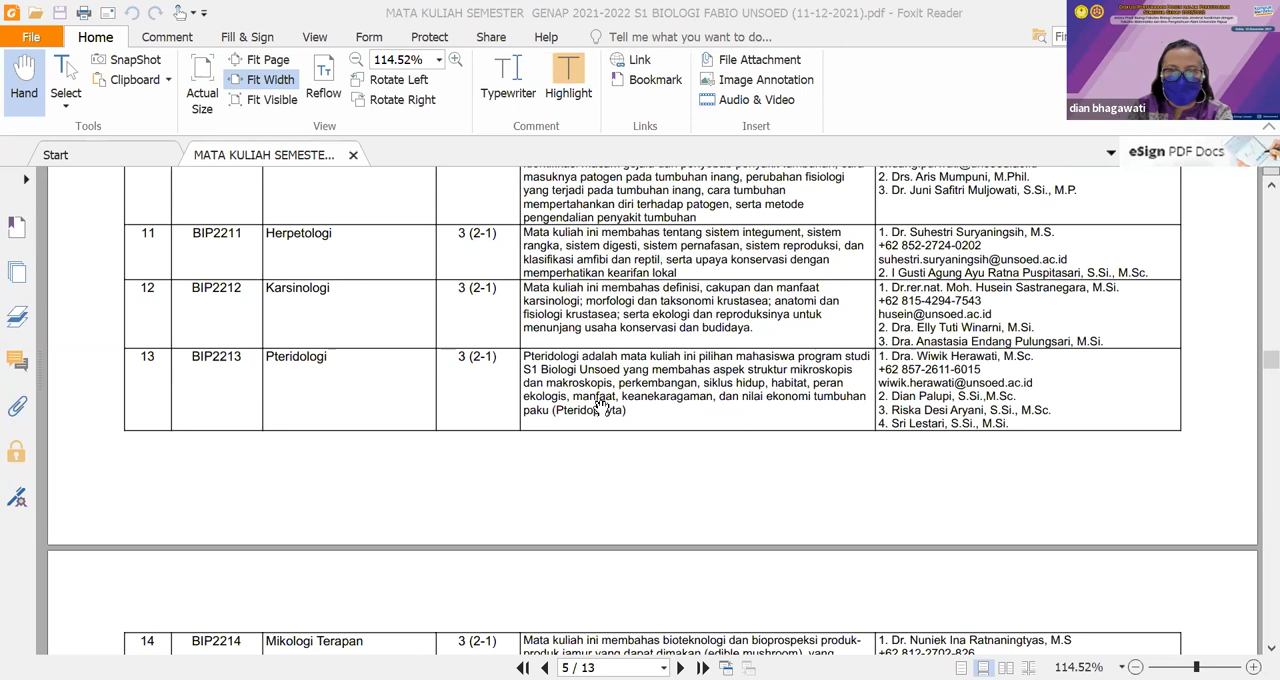 MATA KULIAH SEMESTER GENAP 2021-2022 S1 BIOLOGI FABIO UNSOED (11-12-2021).pdf - Foxit Reader
File Home Comment Fill & Sign View Form Protect Share Help Tell me what you want to do...
Hand
Select
SnapShot
Clipboard
Tools
Actual Size
Fit Page
Fit Width
Fit Visible
Reflow
114.52%
Rotate Left
Rotate Right
View
Typewriter
Highlight
Comment
Link
Bookmark
Links
File Attachment
Image Annotation
Audio & Video
Insert
dian bhagawati
Start
MATA KULIAH SEMESTE...
eSign PDF Docs
masuknya patogen pada tumbuhan inang, perubahan fisiologi
yang terjadi pada tumbuhan inang, cara tumbuhan
mempertahankan diri terhadap patogen, serta metode
pengendalian penyakit tumbuhan
2. Drs. Aris Mumpuni, M.Phil.
3. Dr. Juni Safitri Muljowati, S.Si., M.P.
11 BIP2211 Herpetologi 3 (2-1)
Mata kuliah ini membahas tentang sistem integument, sistem
rangka, sistem digesti, sistem pernafasan, sistem reproduksi, dan
klasifikasi amfibi dan reptil, serta upaya konservasi dengan
memperhatikan kearifan lokal
1. Dr. Suhestri Suryaningsih, M.S.
+62 852-2724-0202
suhestri.suryaningsih@unsoed.ac.id
2. I Gusti Agung Ayu Ratna Puspitasari, S.Si., M.Sc.
12 BIP2212 Karsinologi 3 (2-1)
Mata kuliah ini membahas definisi, cakupan dan manfaat
karsinologi; morfologi dan taksonomi krustasea; anatomi dan
fisiologi krustasea; serta ekologi dan reproduksinya untuk
menunjang usaha konservasi dan budidaya.
1. Dr.rer.nat. Moh. Husein Sastranegara, M.Si.
+62 815-4294-7543
husein@unsoed.ac.id
2. Dra. Elly Tuti Winarni, M.Si.
3. Dra. Anastasia Endang Pulungsari, M.Si.
13 BIP2213 Pteridologi 3 (2-1)
Pteridologi adalah mata kuliah ini pilihan mahasiswa program studi
S1 Biologi Unsoed yang membahas aspek struktur mikroskopis
dan makroskopis, perkembangan, siklus hidup, habitat, peran
ekologis, manfaat, keanekaragaman, dan nilai ekonomi tumbuhan
paku (Pteridophyta)
1. Dra. Wiwik Herawati, M.Sc.
+62 857-2611-6015
wiwik.herawati@unsoed.ac.id
2. Dian Palupi, S.Si.,M.Sc.
3. Riska Desi Aryani, S.Si., M.Sc.
4. Sri Lestari, S.Si., M.Si.
14 BIP2214 Mikologi Terapan 3 (2-1)
Mata kuliah ini membahas bioteknologi dan bioprospeksi produk-
produk jamur yang dapat dimakan (edible mushroom), yang
1. Dr. Nuniek Ina Ratnaningtyas, M.S
+62 812-2702-826
5 / 13
114.52%